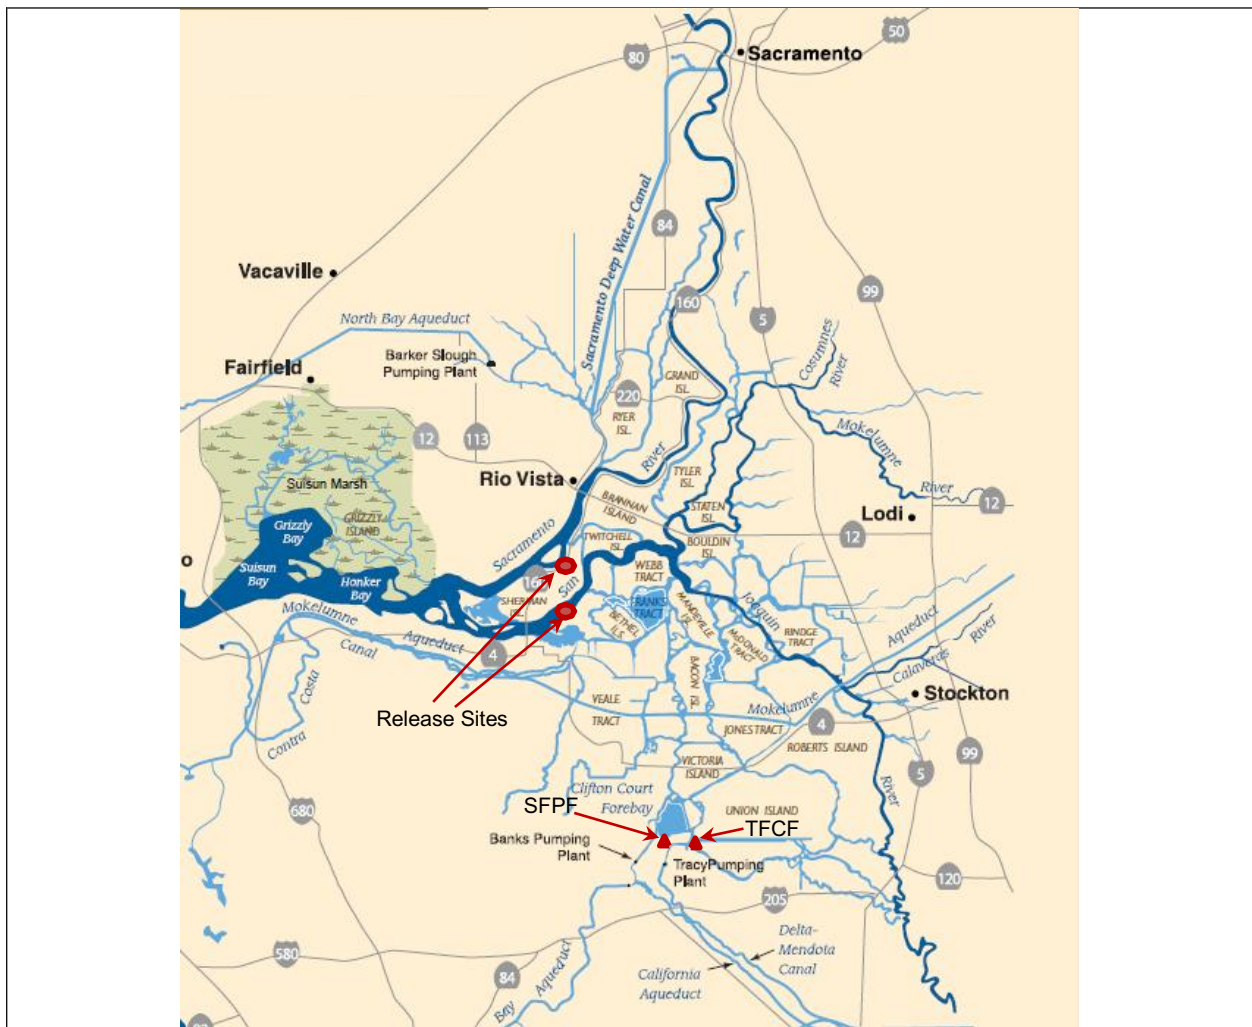 50
Sacramento
80
Sacramento Deep Water Canal
84
Vacaville
99
160
5
North Bay Aqueduct
Cosumnes
River
Barker Slough
Pumping Plant
Fairfield
GRAND
ISL.
220
RYER
ISL.
Mokelumne
River
12
113
12
River
TYLER
ISL.
Rio Vista
Suisun Marsh
BRANNAN
ISLAND
STATEN
ISL.
Lodi
12
GRIZZLY
ISLAND
Grizzly
Bay
Sacramento
TWITCHELL
ISL.
BOULDIN
ISL.
o
Suisun
Bay
Honker
Bay
WEBB
TRACT
San
SHERMAN
ISL.
FRANKS
TRACT
MANDEVILLE
Joaquin
Mokelumne
Aqueduct
Canal
4
BETHEL
ILS.
McDONALD
TRACT
RINDGE
TRACT
Aqueduct
River
Calaveras
Costa
Contra
BACON ISL.
VEALE
TRACT
Mokelumne
Stockton
Release Sites
JONES TRACT
4
ROBERTS ISLAND
VICTORIA
ISLAND
99
5
River
Clifton Court
Forebay
SFPF
UNION ISLAND
TFCF
680
Banks Pumping
Plant
TracyPumping
Plant
120
205
580
84
Delta-
Mendota
Canal
California
Aqueduct
Bay Aqueduct